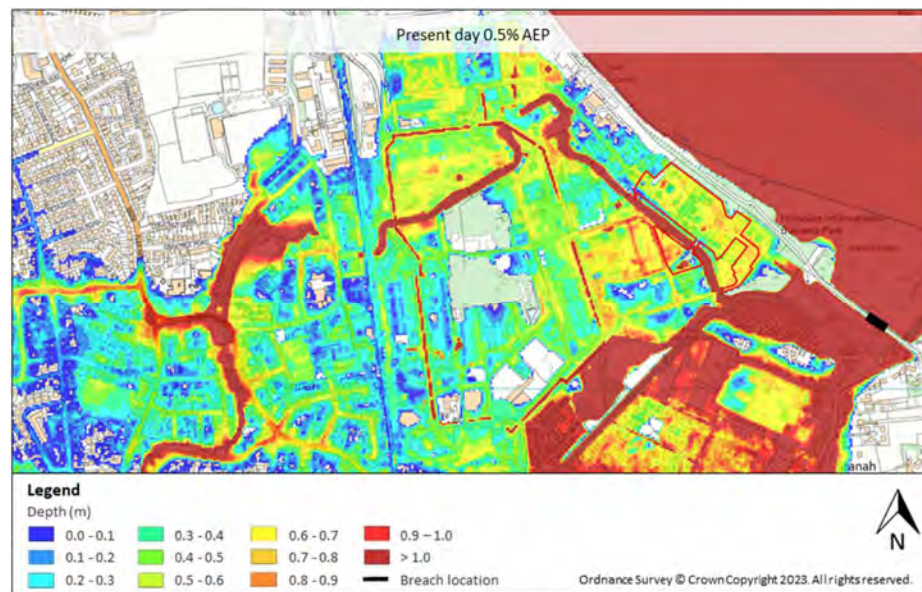 Present day 0.5% AEP
anah
Legend
Depth (m)
0.0 - 0.1
0.3 - 0.4
0.6 - 0.7
0.9 – 1.0
0.1 - 0.2
0.4 - 0.5
0.7 - 0.8
> 1.0
0.2 - 0.3
0.5 - 0.6
0.8 - 0.9
Breach location
N
Ordnance Survey © Crown Copyright 2023. All rights reserved.